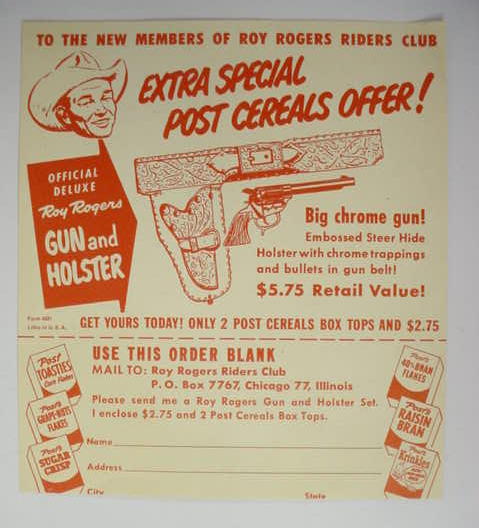 TO THE NEW MEMBERS OF ROY ROGERS RIDERS CLUB
EXTRA SPECIAL
POST CEREALS OFFER!
OFFICIAL
DELUXE
Roy Rogers
GUN and
HOLSTER
Big chrome gun!
Embossed Steer Hide
Holster with chrome trappings
and bullets in gun belt!
$5.75 Retail Value!
Litho in U. S. A.
GET YOURS TODAY! ONLY 2 POST CEREALS BOX TOPS AND $2.75
USE THIS ORDER BLANK
MAIL TO: Roy Rogers Riders Club
P. O. Box 7767, Chicago 77, Illinois
Please send me a Roy Rogers Gun and Holster Set.
I enclose $2.75 and 2 Post Cereals Box Tops.
Name
Address
City State
Post
TOASTIES
Corn Flakes
Post's
GRAPE-NUTS
FLAKES
Post's
SUGAR
CRISP
Post's
40% BRAN
FLAKES
Post's
RAISIN
BRAN
Post's
Krinkles